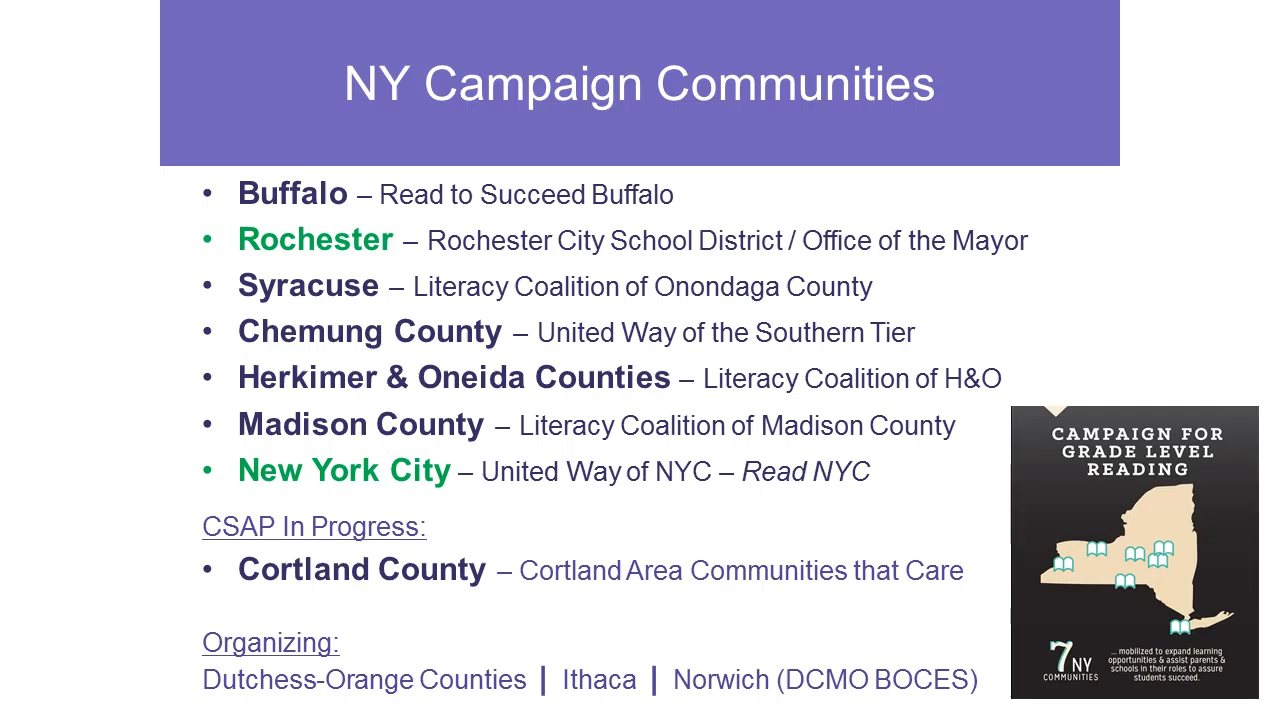 NY Campaign Communities
• Buffalo – Read to Succeed Buffalo
• Rochester – Rochester City School District / Office of the Mayor
• Syracuse – Literacy Coalition of Onondaga County
• Chemung County – United Way of the Southern Tier
• Herkimer & Oneida Counties – Literacy Coalition of H&O
• Madison County – Literacy Coalition of Madison County
• New York City – United Way of NYC – Read NYC
CSAP In Progress:
• Cortland County – Cortland Area Communities that Care
Organizing:
Dutchess-Orange Counties | Ithaca | Norwich (DCMO BOCES)
CAMPAIGN FOR
GRADE LEVEL
READING
7 NY
COMMUNITIES
... mobilized to expand learning
opportunities & assist parents &
schools in their roles to assure
students succeed.